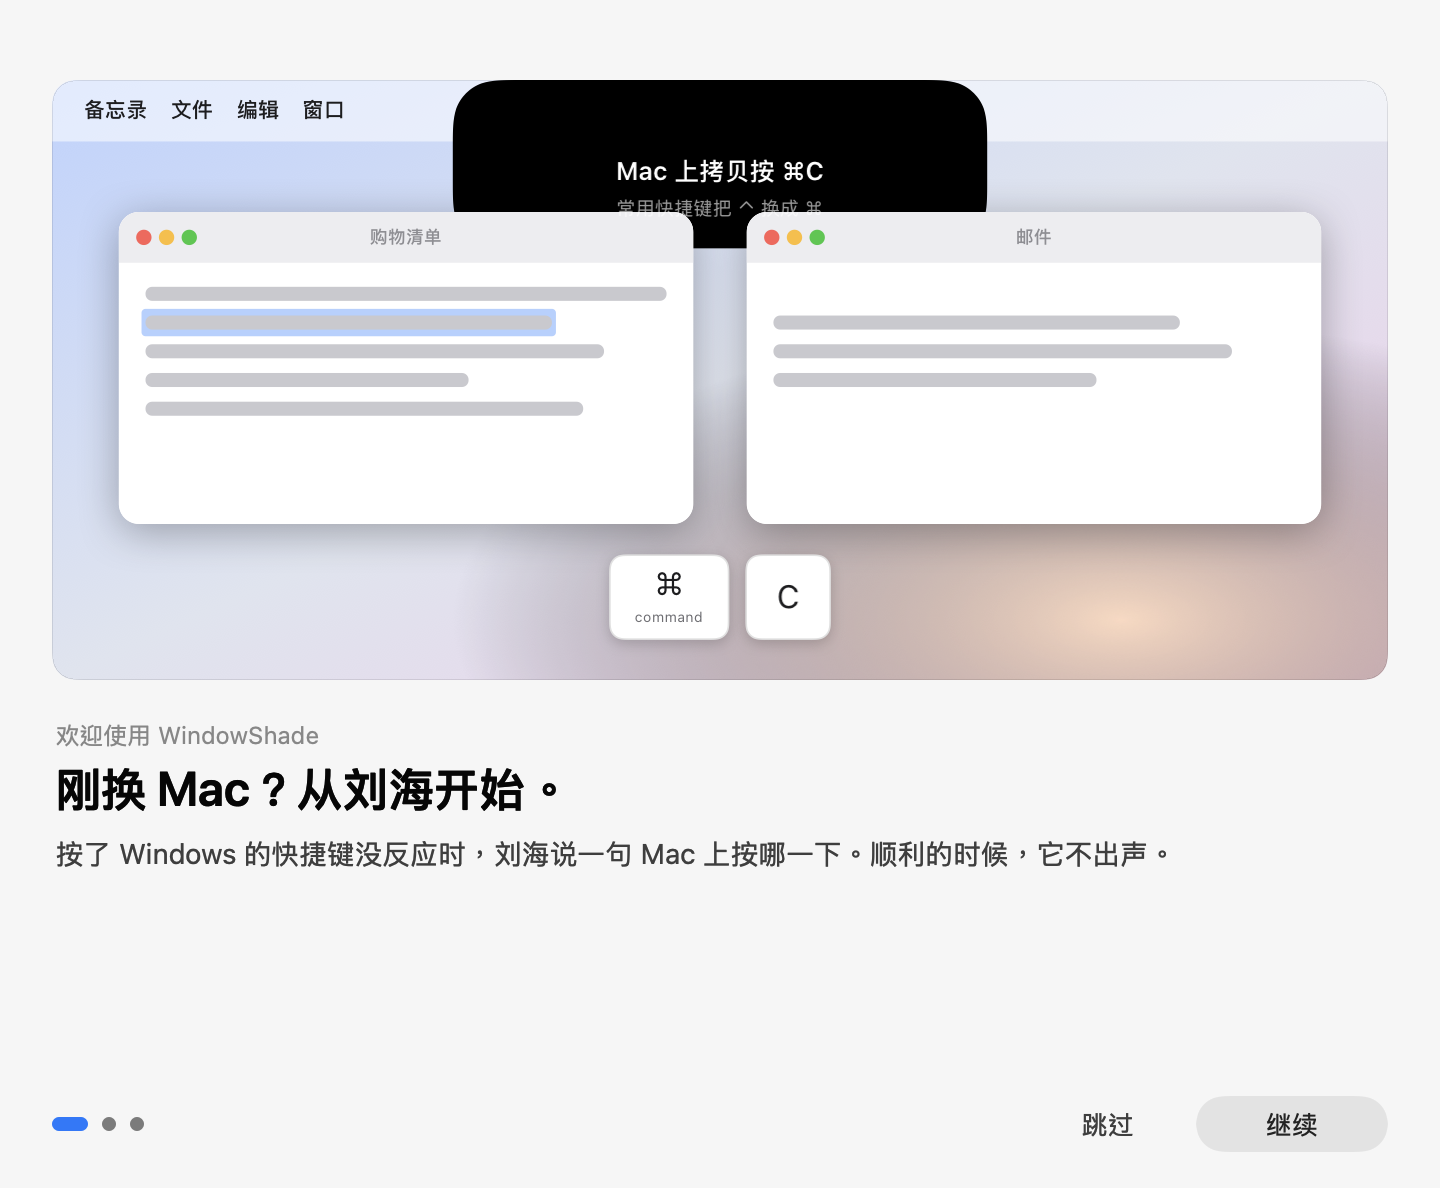 备忘录 文件 编辑 窗口
Mac 上拷贝按 ⌘C
常用快捷键把 ^ 换成 ⌘
购物清单
邮件
⌘
command
C
欢迎使用 WindowShade
刚换 Mac？从刘海开始。
按了 Windows 的快捷键没反应时，刘海说一句 Mac 上按哪一下。顺利的时候，它不出声。
跳过
继续